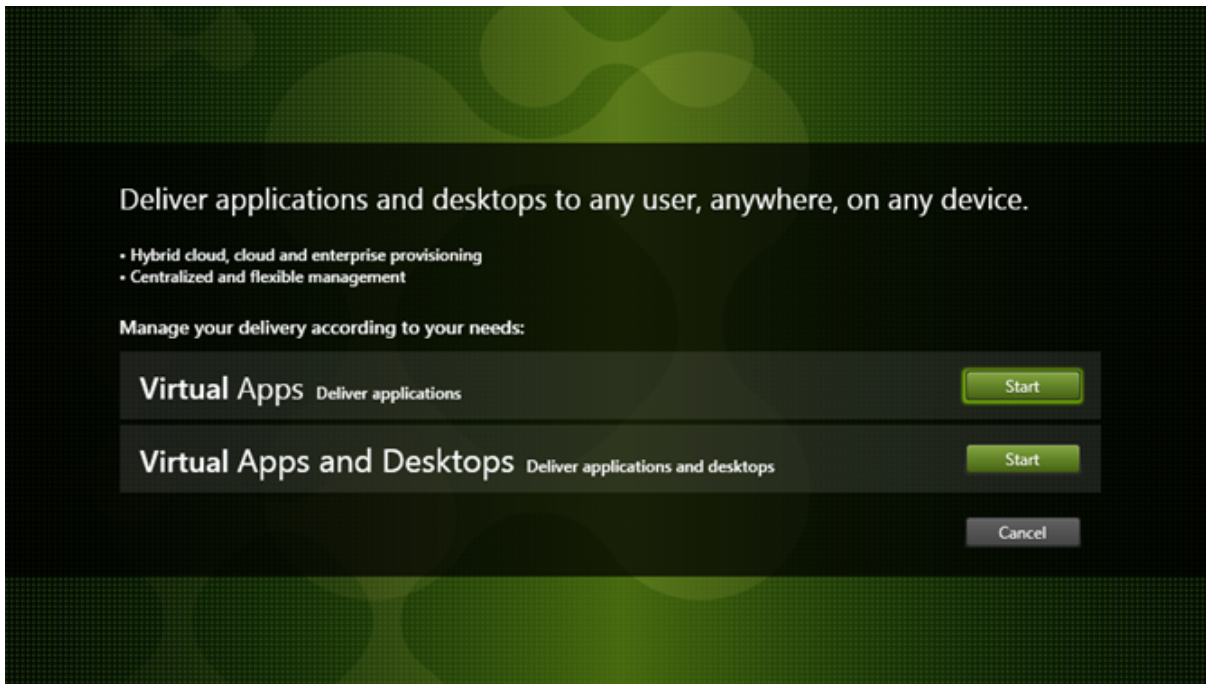 Deliver applications and desktops to any user, anywhere, on any device.
• Hybrid cloud, cloud and enterprise provisioning
• Centralized and flexible management
Manage your delivery according to your needs:
Virtual Apps Deliver applications Start
Virtual Apps and Desktops Deliver applications and desktops Start
Cancel